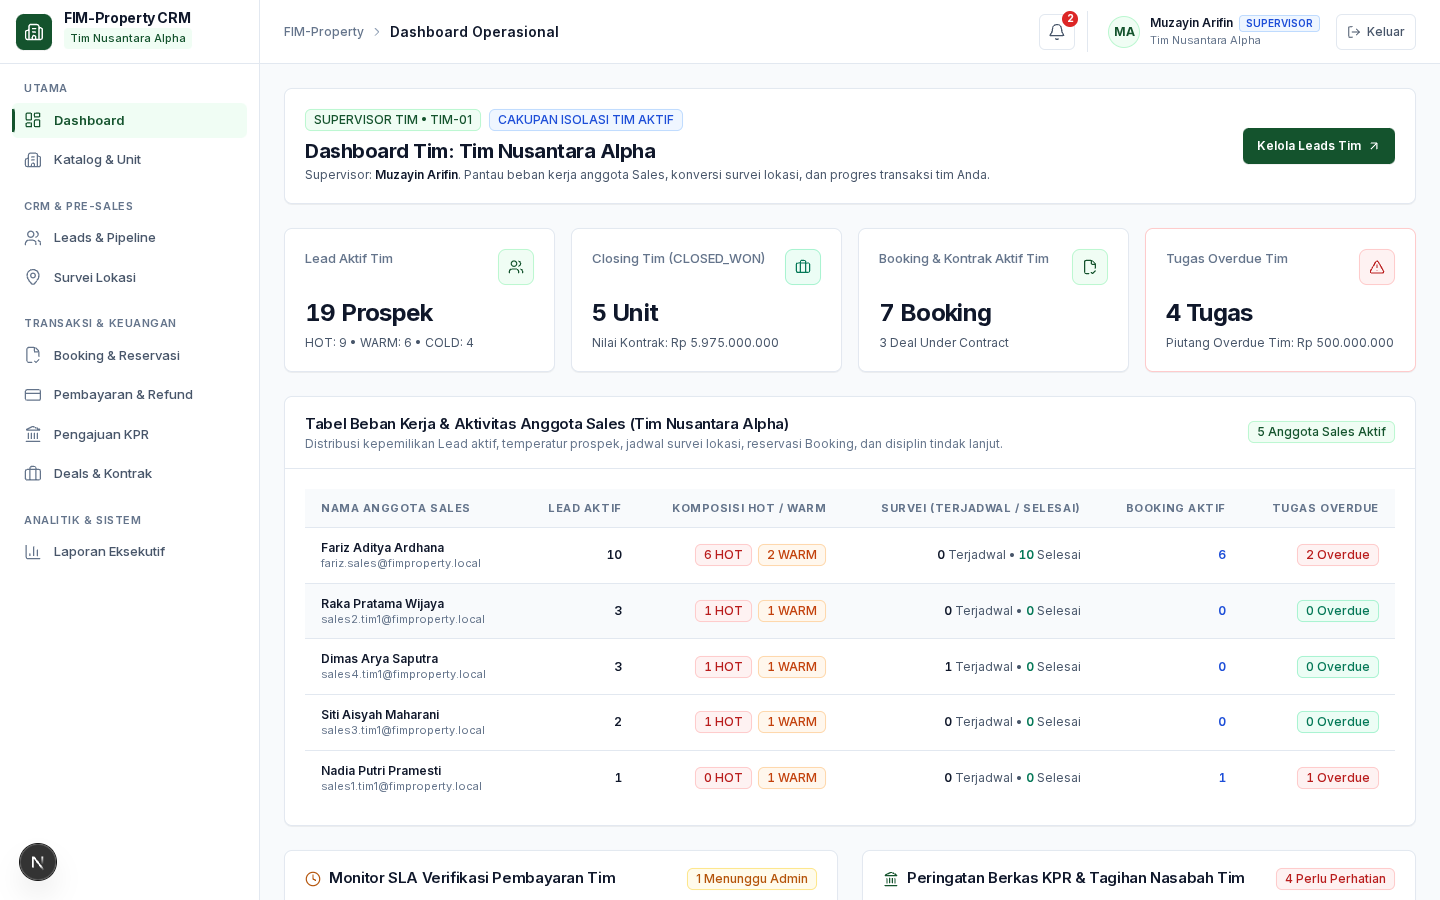 FIM-Property CRM
Tim Nusantara Alpha
FIM-Property
Dashboard Operasional
2
MA
Muzayin Arifin SUPERVISOR
Tim Nusantara Alpha
Keluar
UTAMA
Dashboard
Katalog & Unit
CRM & PRE-SALES
Leads & Pipeline
Survei Lokasi
TRANSAKSI & KEUANGAN
Booking & Reservasi
Pembayaran & Refund
Pengajuan KPR
Deals & Kontrak
ANALITIK & SISTEM
Laporan Eksekutif
N
SUPERVISOR TIM • TIM-01 CAKUPAN ISOLASI TIM AKTIF
Dashboard Tim: Tim Nusantara Alpha
Supervisor: Muzayin Arifin. Pantau beban kerja anggota Sales, konversi survei lokasi, dan progres transaksi tim Anda.
Kelola Leads Tim
Lead Aktif Tim
19 Prospek
HOT: 9 • WARM: 6 • COLD: 4
Closing Tim (CLOSED_WON)
5 Unit
Nilai Kontrak: Rp 5.975.000.000
Booking & Kontrak Aktif Tim
7 Booking
3 Deal Under Contract
Tugas Overdue Tim
4 Tugas
Piutang Overdue Tim: Rp 500.000.000
Tabel Beban Kerja & Aktivitas Anggota Sales (Tim Nusantara Alpha)
Distribusi kepemilikan Lead aktif, temperatur prospek, jadwal survei lokasi, reservasi Booking, dan disiplin tindak lanjut.
5 Anggota Sales Aktif
NAMA ANGGOTA SALES LEAD AKTIF KOMPOSISI HOT / WARM SURVEI (TERJADWAL / SELESAI) BOOKING AKTIF TUGAS OVERDUE
Fariz Aditya Ardhana 10 6 HOT 2 WARM 0 Terjadwal • 10 Selesai 6 2 Overdue
fariz.sales@fimproperty.local
Raka Pratama Wijaya 3 1 HOT 1 WARM 0 Terjadwal • 0 Selesai 0 0 Overdue
sales2.tim1@fimproperty.local
Dimas Arya Saputra 3 1 HOT 1 WARM 1 Terjadwal • 0 Selesai 0 0 Overdue
sales4.tim1@fimproperty.local
Siti Aisyah Maharani 2 1 HOT 1 WARM 0 Terjadwal • 0 Selesai 0 0 Overdue
sales3.tim1@fimproperty.local
Nadia Putri Pramesti 1 0 HOT 1 WARM 0 Terjadwal • 0 Selesai 1 1 Overdue
sales1.tim1@fimproperty.local
Monitor SLA Verifikasi Pembayaran Tim 1 Menunggu Admin
Peringatan Berkas KPR & Tagihan Nasabah Tim 4 Perlu Perhatian